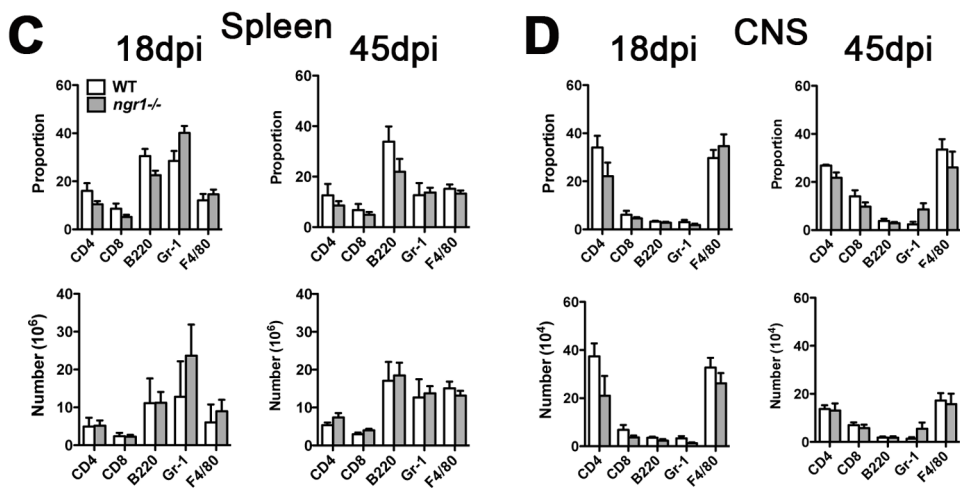 C
Spleen
18dpi
45dpi
WT
ngr1-/-
Proportion
60
40
20
0
CD4
CD8
B220
Gr-1
F4/80
Proportion
60
40
20
0
CD4
CD8
B220
Gr-1
F4/80
Number (10⁶)
40
30
20
10
0
CD4
CD8
B220
Gr-1
F4/80
Number (10⁶)
40
30
20
10
0
CD4
CD8
B220
Gr-1
F4/80
D
CNS
18dpi
45dpi
Proportion
60
40
20
0
CD4
CD8
B220
Gr-1
F4/80
Proportion
60
40
20
0
CD4
CD8
B220
Gr-1
F4/80
Number (10⁴)
60
40
20
0
CD4
CD8
B220
Gr-1
F4/80
Number (10⁴)
60
40
20
0
CD4
CD8
B220
Gr-1
F4/80